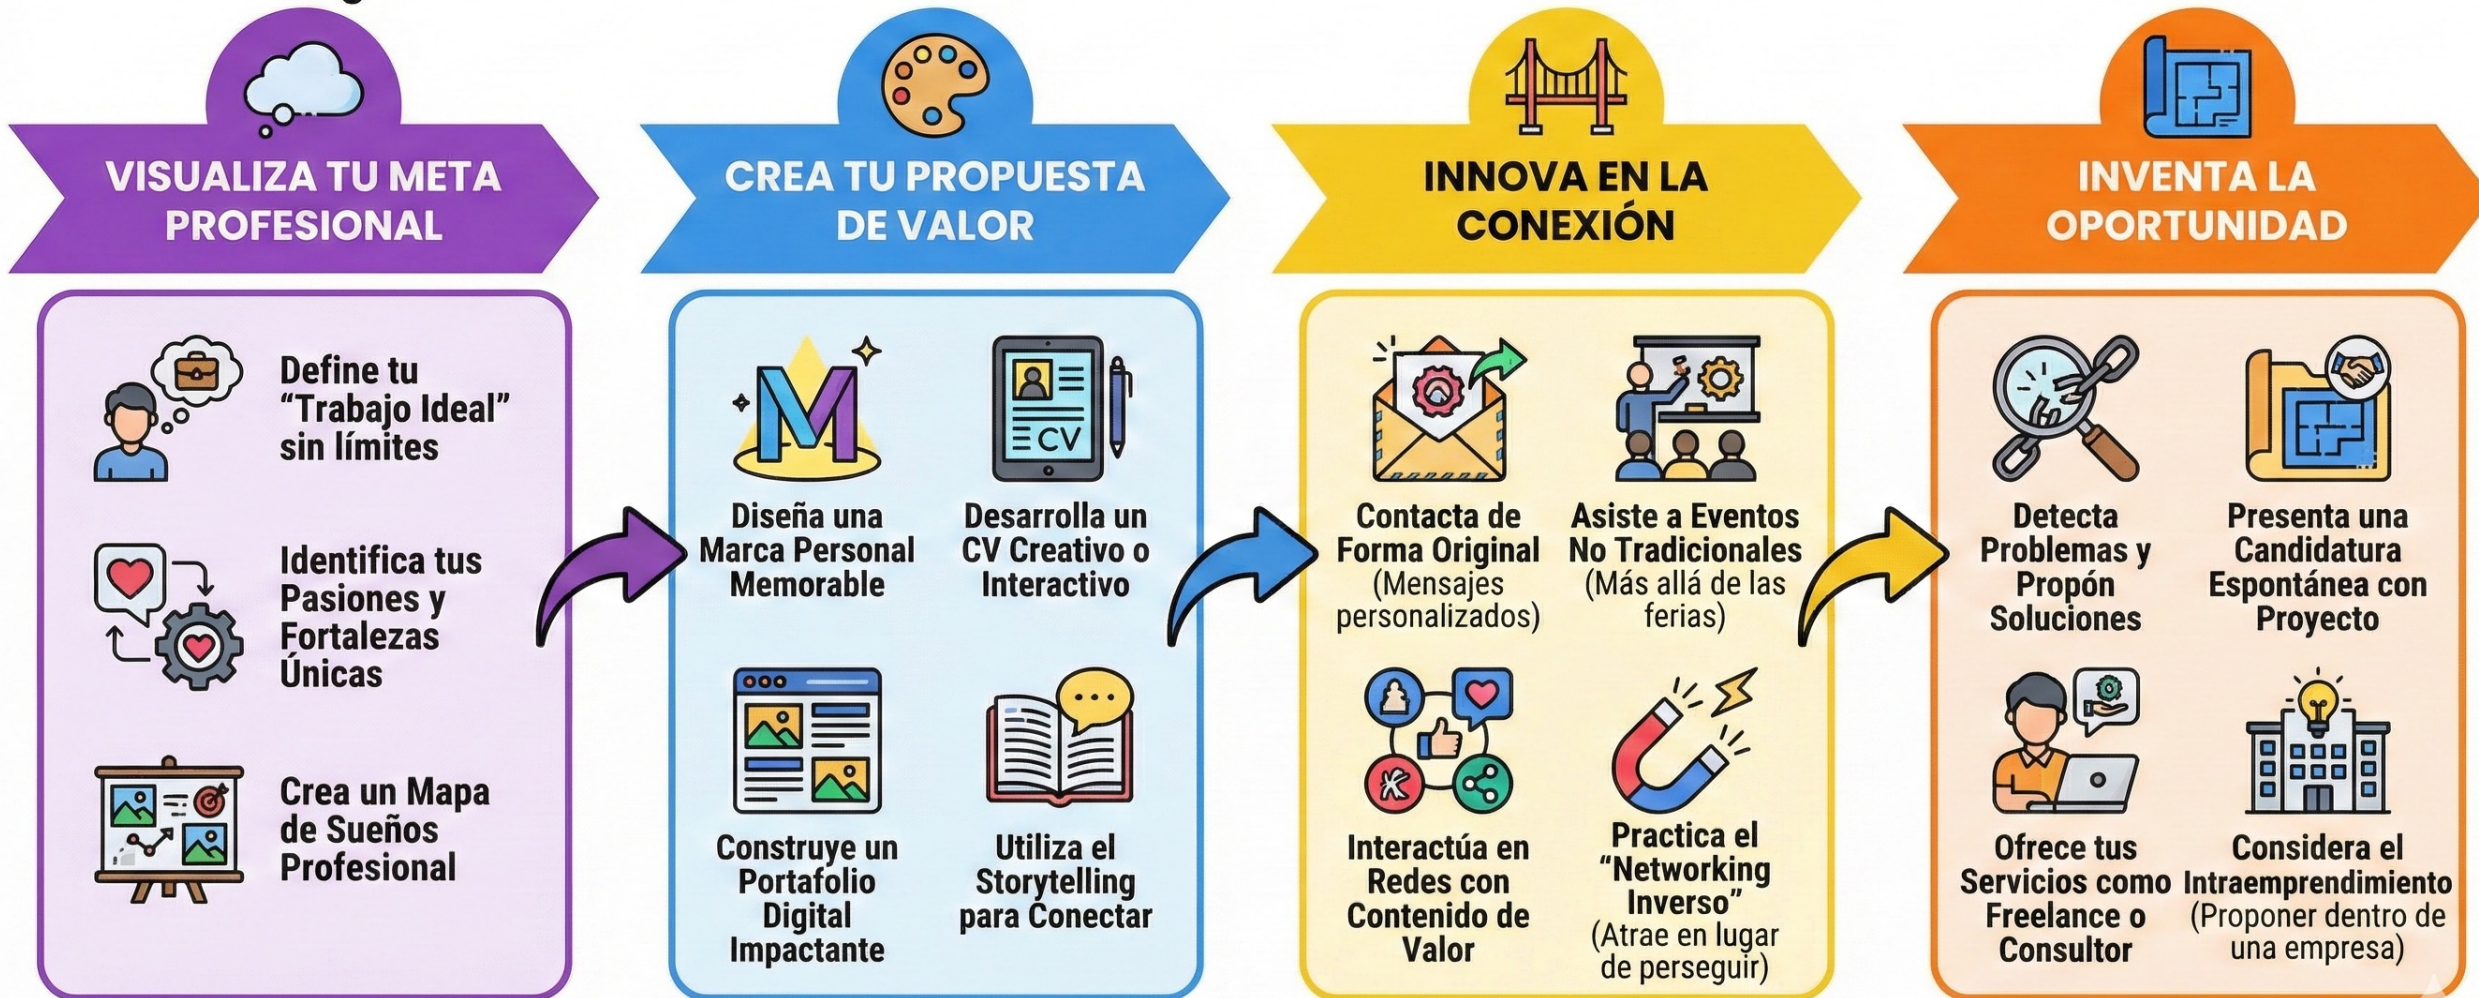 VISUALIZA TU META
PROFESIONAL
Define tu
“Trabajo Ideal”
sin límites
Identifica tus
Pasiones y
Fortalezas
Únicas
Crea un Mapa
de Sueños
Profesional
CREA TU PROPUESTA
DE VALOR
M
Diseña una
Marca Personal
Memorable
CV
Desarrolla un
CV Creativo o
Interactivo
Construye un
Portafolio
Digital
Impactante
Utiliza el
Storytelling
para Conectar
INNOVA EN LA
CONEXIÓN
Contacta de
Forma Original
(Mensajes
personalizados)
Asiste a Eventos
No Tradicionales
(Más allá de las
ferias)
Interactúa en
Redes con
Contenido de
Valor
Practica el
“Networking
Inverso”
(Atrae en lugar
de perseguir)
INVENTA LA
OPORTUNIDAD
Detecta
Problemas y
Propón
Soluciones
Presenta una
Candidatura
Espontánea con
Proyecto
Ofrece tus
Servicios como
Freelance o
Consultor
Considera el
Intraemprendimiento
(Proponer dentro de
una empresa)